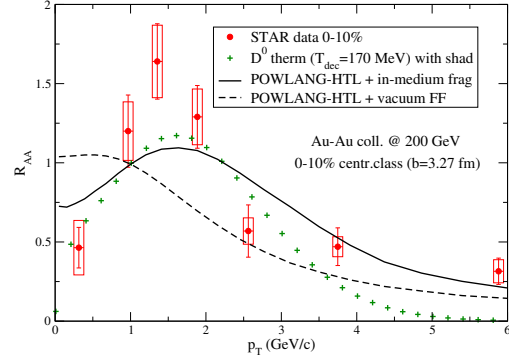 STAR data 0-10%
D⁰ therm (T_dec=170 MeV) with shad
POWLANG-HTL + in-medium frag
POWLANG-HTL + vacuum FF
Au-Au coll. @ 200 GeV
0-10% centr.class (b=3.27 fm)
R_AA
2
1.5
1
0.5
0
0 1 2 3 4 5 6
p_T (GeV/c)